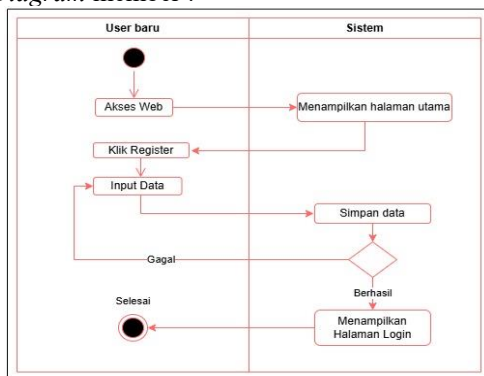 User baru
Sistem
Akses Web
Menampilkan halaman utama
Klik Register
Input Data
Simpan data
Gagal
Berhasil
Selesai
Menampilkan
Halaman Login